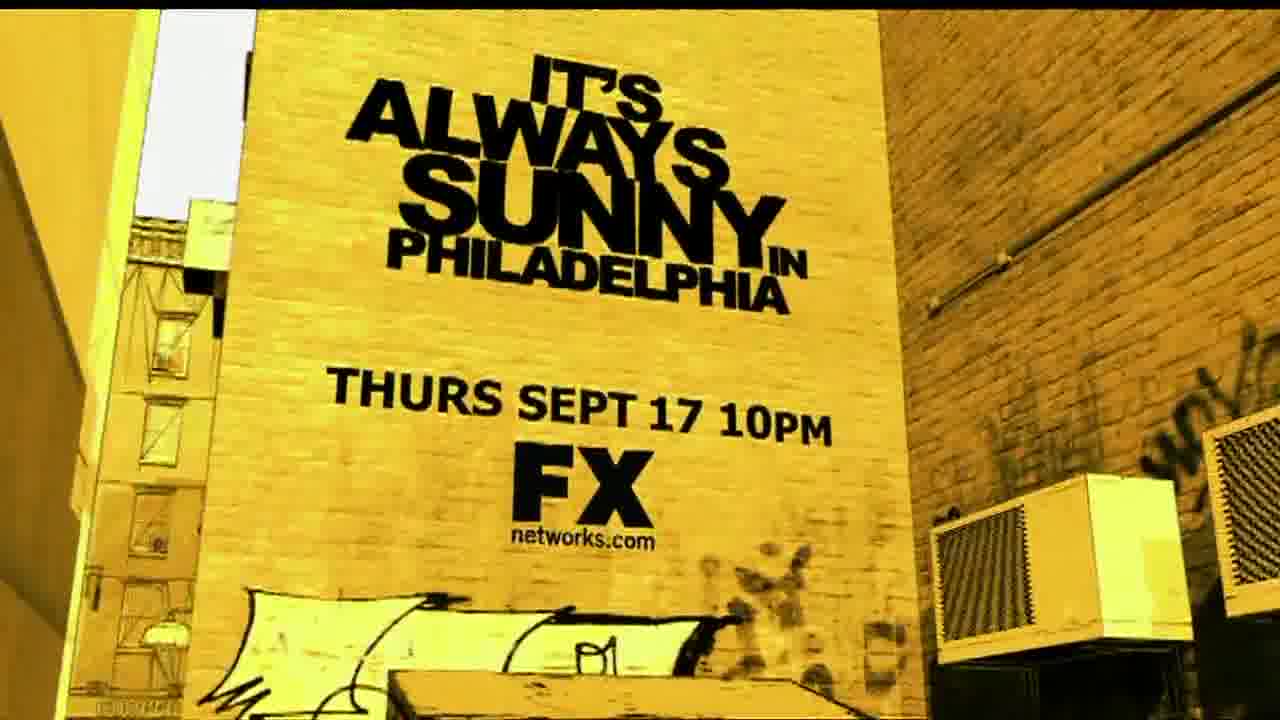 IT'S
ALWAYS
SUNNY IN
PHILADELPHIA
THURS SEPT 17 10PM
FX
networks.com